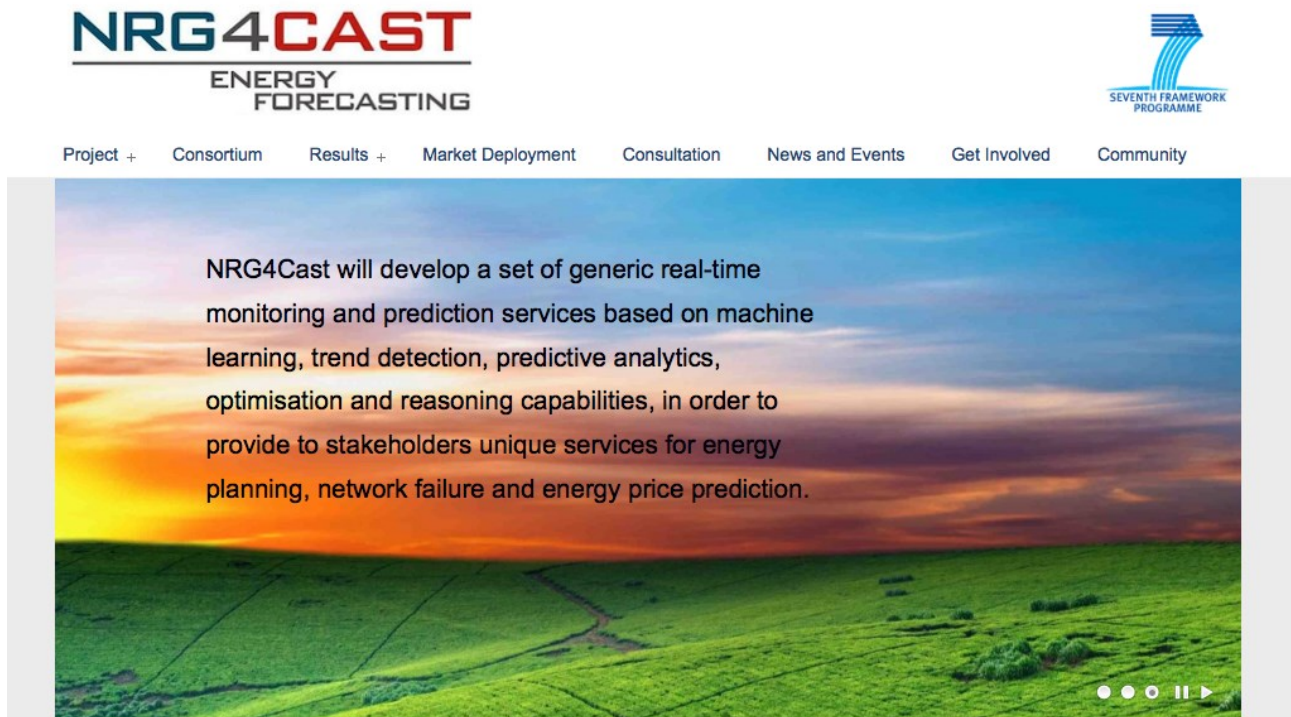 NRG4CAST
ENERGY
FORECASTING
SEVENTH FRAMEWORK
PROGRAMME
Project + Consortium Results + Market Deployment Consultation News and Events Get Involved Community
NRG4Cast will develop a set of generic real-time
monitoring and prediction services based on machine
learning, trend detection, predictive analytics,
optimisation and reasoning capabilities, in order to
provide to stakeholders unique services for energy
planning, network failure and energy price prediction.